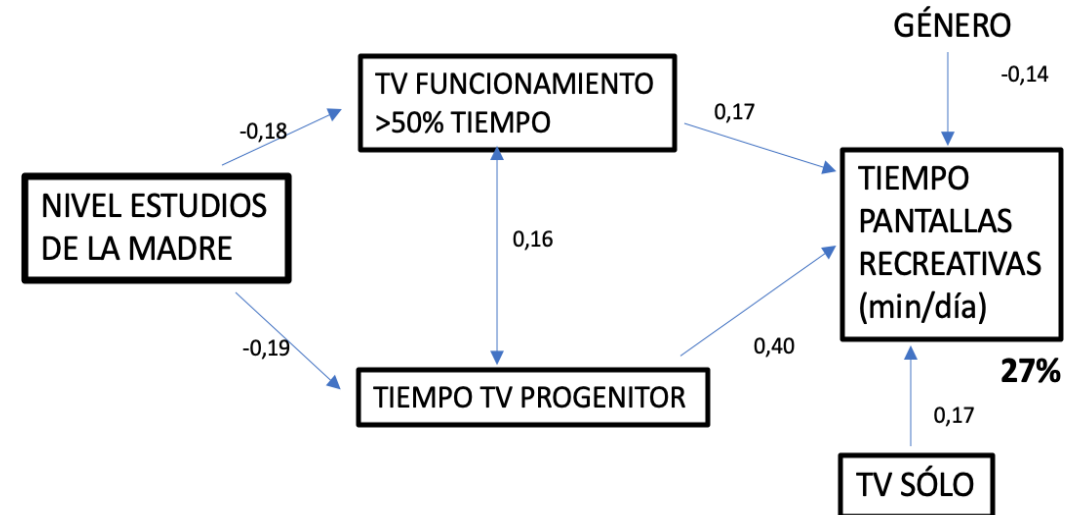 GÉNERO
-0,14
TV FUNCIONAMIENTO
>50% TIEMPO
-0,18
0,17
NIVEL ESTUDIOS
DE LA MADRE
0,16
TIEMPO
PANTALLAS
RECREATIVAS
(min/día)
-0,19
0,40
27%
TIEMPO TV PROGENITOR
0,17
TV SÓLO